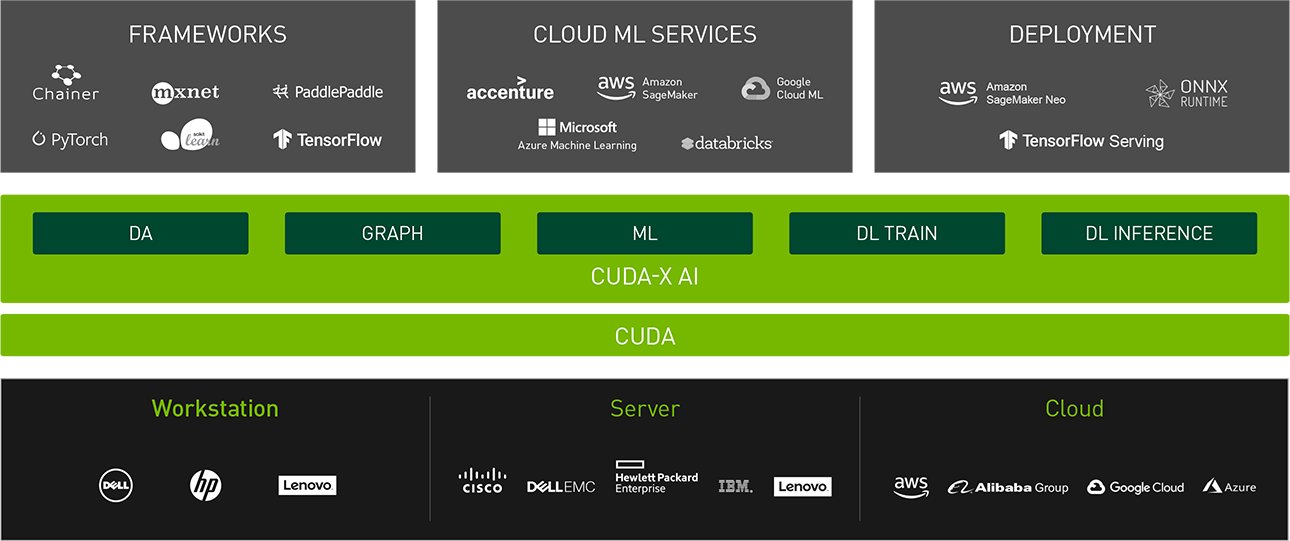 FRAMEWORKS
Chainer
mxnet
PaddlePaddle
PyTorch
scikit
learn
TensorFlow
CLOUD ML SERVICES
accenture
aws
Amazon
SageMaker
Google
Cloud ML
Microsoft
Azure Machine Learning
databricks
DEPLOYMENT
aws
Amazon
SageMaker Neo
ONNX
RUNTIME
TensorFlow Serving
DA
GRAPH
ML
DL TRAIN
DL INFERENCE
CUDA-X AI
CUDA
Workstation
DELL
hp
Lenovo
Server
CISCO
DELLEMC
Hewlett Packard
Enterprise
IBM
Lenovo
Cloud
aws
Alibaba Group
Google Cloud
Azure